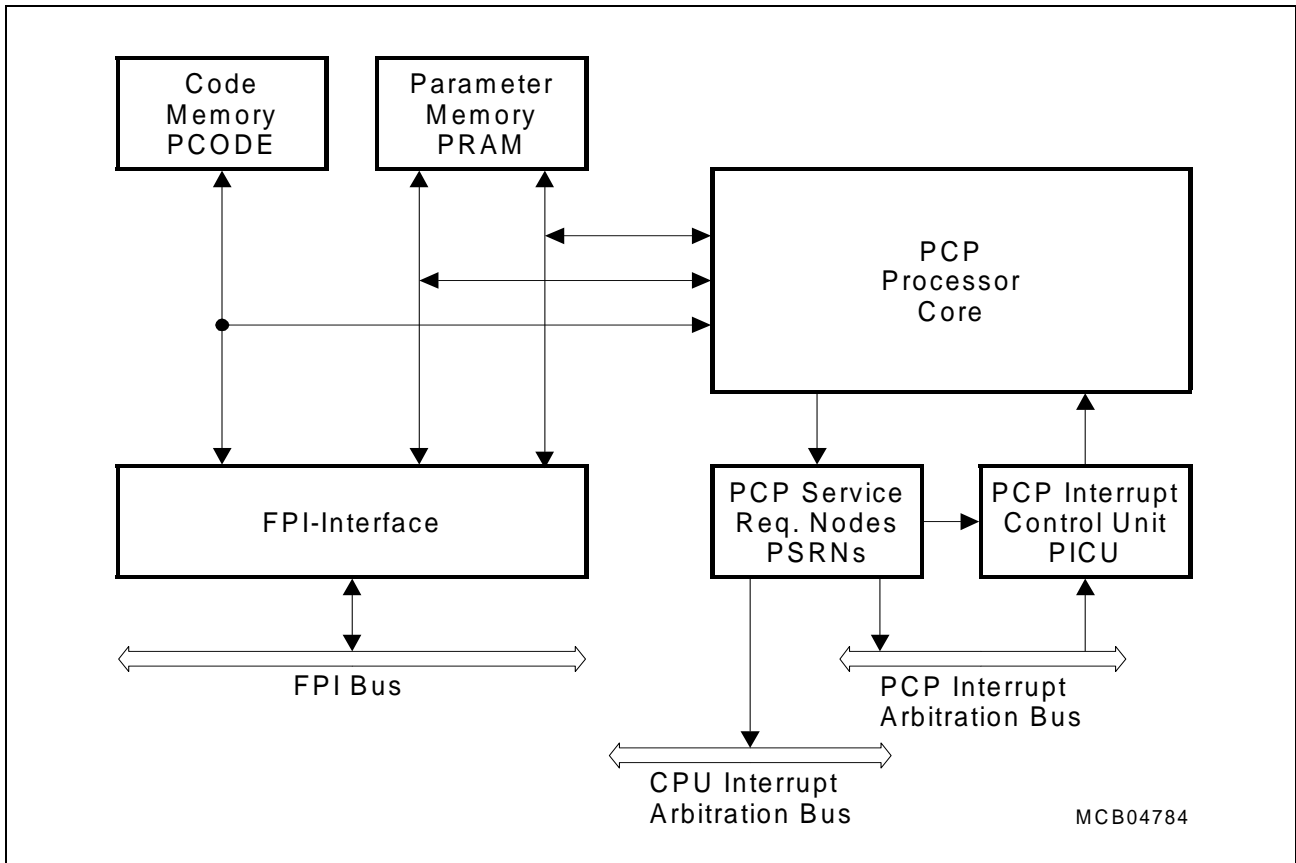 Code
Memory
PCODE
Parameter
Memory
PRAM
PCP
Processor
Core
FPI-Interface
PCP Service
Req. Nodes
PSRNs
PCP Interrupt
Control Unit
PICU
FPI Bus
PCP Interrupt
Arbitration Bus
CPU Interrupt
Arbitration Bus
MCB04784